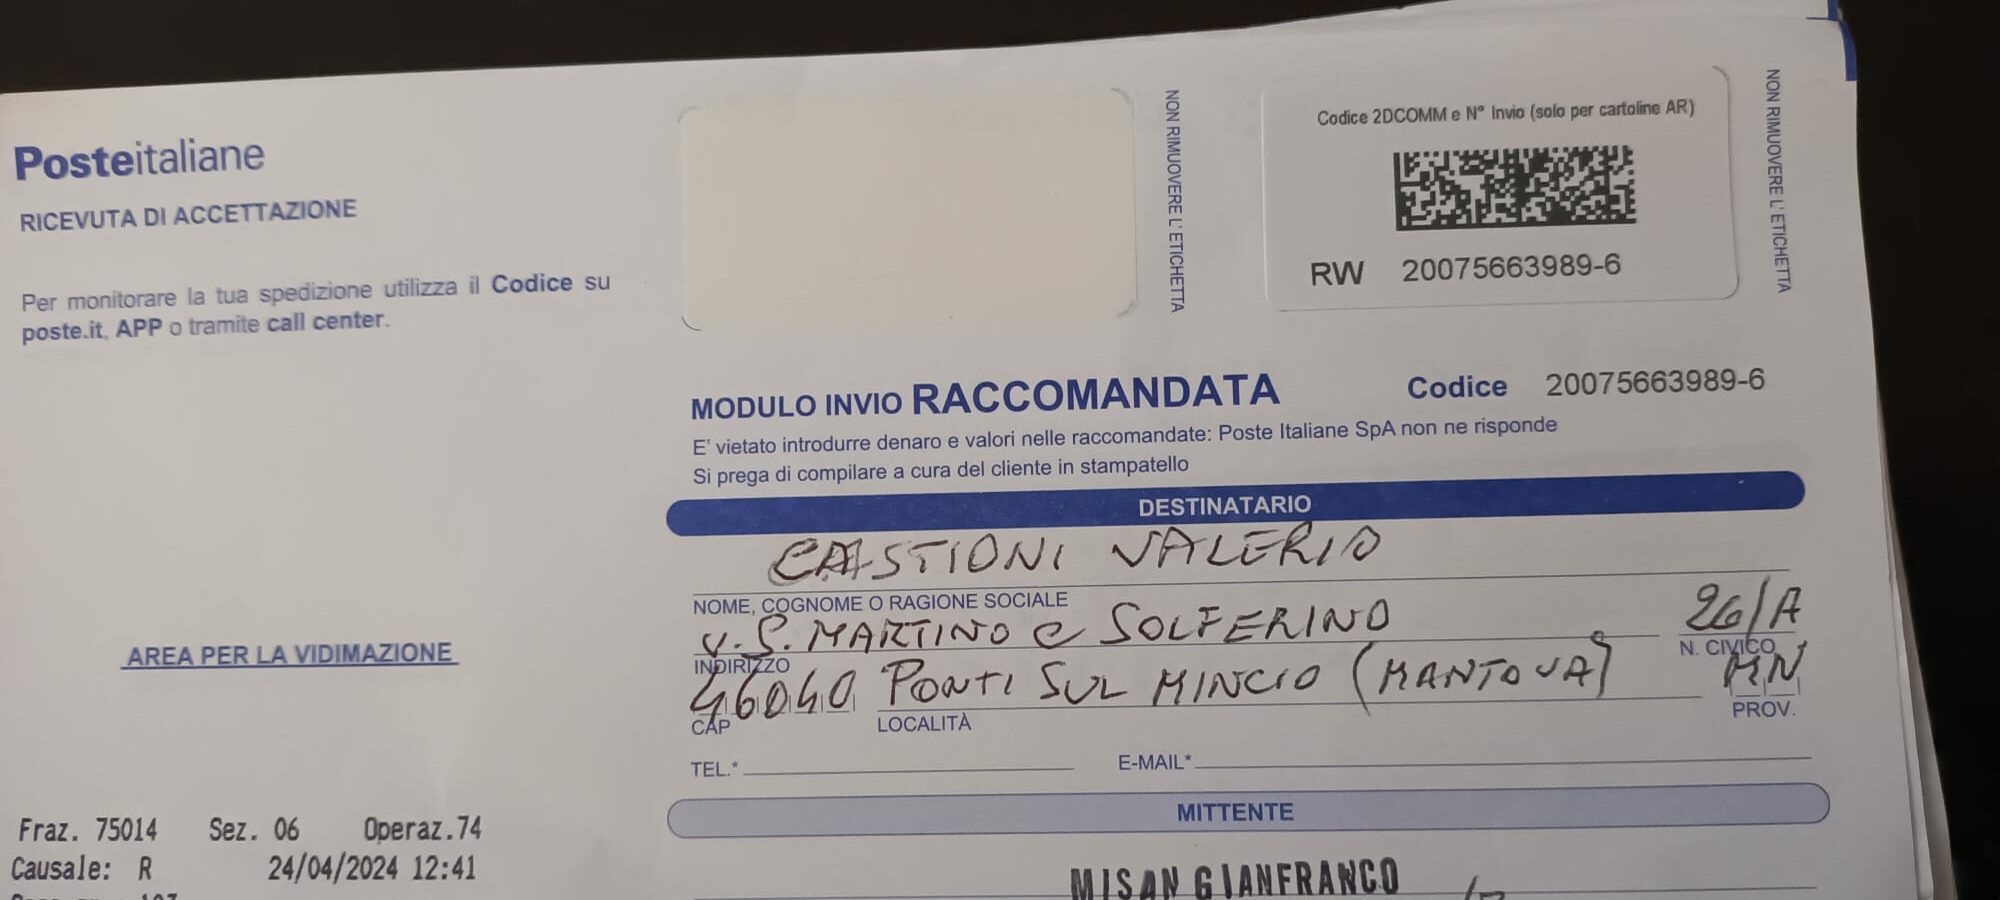 Posteitaliane
RICEVUTA DI ACCETTAZIONE
Per monitorare la tua spedizione utilizza il Codice su
poste.it, APP o tramite call center.
AREA PER LA VIDIMAZIONE
Fraz. 75014 Sez. 06 Operaz.74
Causale: R 24/04/2024 12:41
NON RIMUOVERE L'ETICHETTA
Codice 2DCOMM e N° Invio (solo per cartoline AR)
RW 20075663989-6
NON RIMUOVERE L'ETICHETTA
MODULO INVIO RACCOMANDATA Codice 20075663989-6
E' vietato introdurre denaro e valori nelle raccomandate: Poste Italiane SpA non ne risponde
Si prega di compilare a cura del cliente in stampatello
DESTINATARIO
CASTIONI VALERIO
NOME, COGNOME O RAGIONE SOCIALE
V. S. MARTINO e SOLFERINO 26/A
INDIRIZZO N. CIVICO
46040 PONTI SUL MINCIO (MANTOVA) MN
CAP LOCALITÀ PROV.
TEL.* E-MAIL*
MITTENTE
MISAN GIANFRANCO